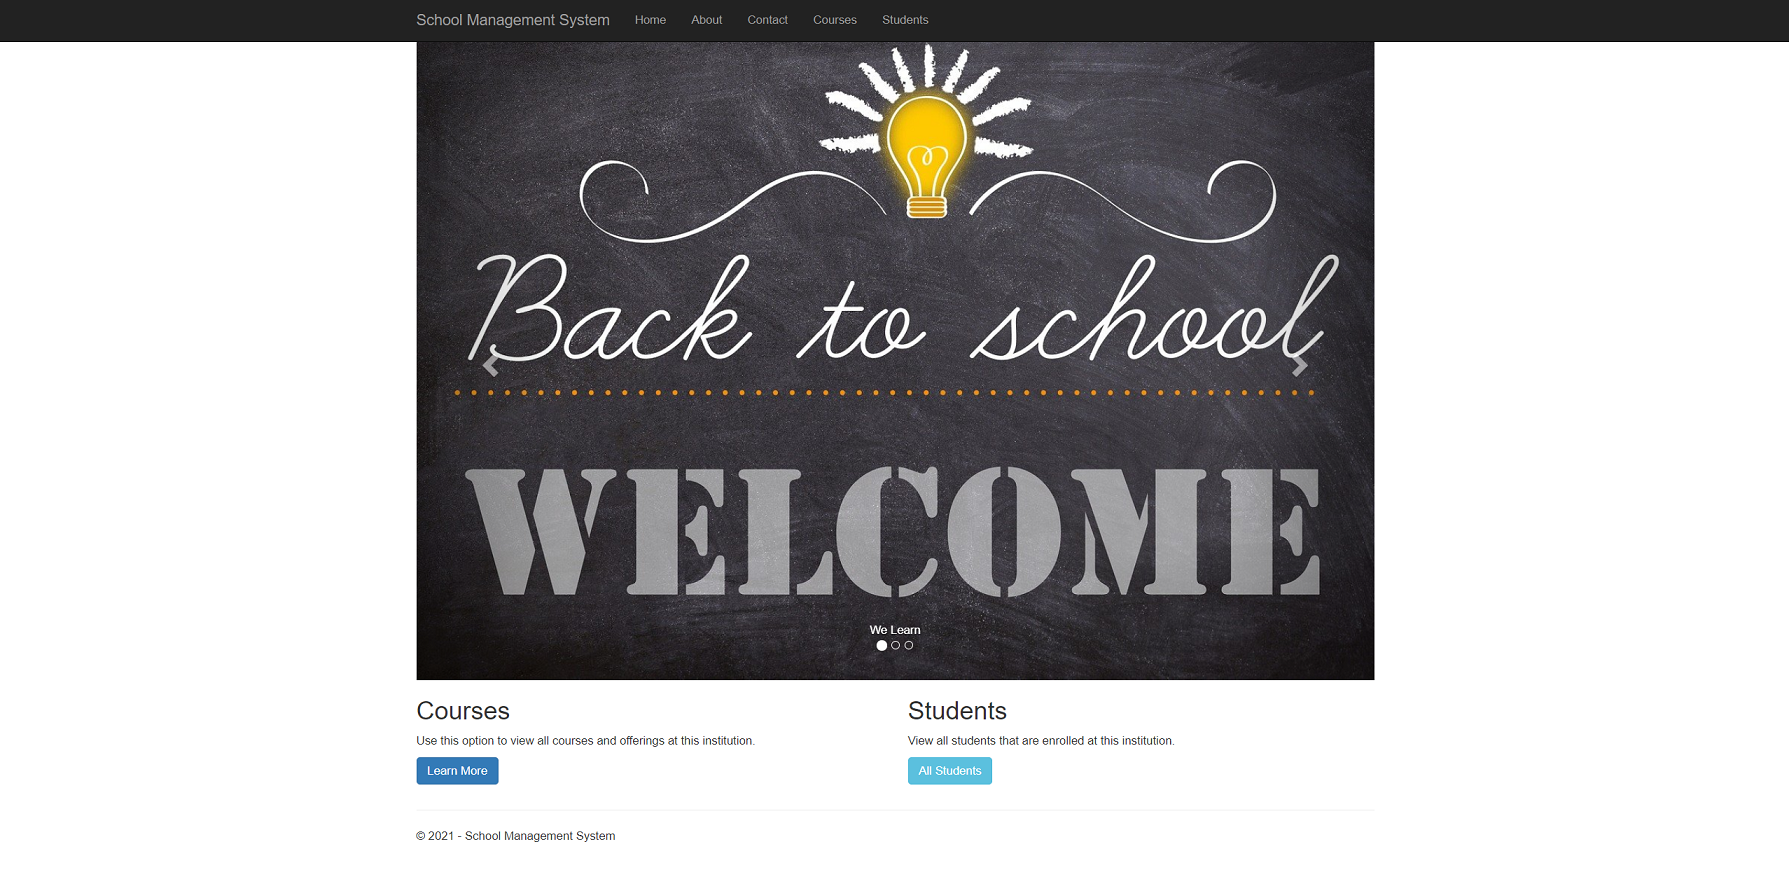 School Management System Home About Contact Courses Students
Back to school
WELCOME
We Learn
Courses
Use this option to view all courses and offerings at this institution.
Learn More
Students
View all students that are enrolled at this institution.
All Students
© 2021 - School Management System